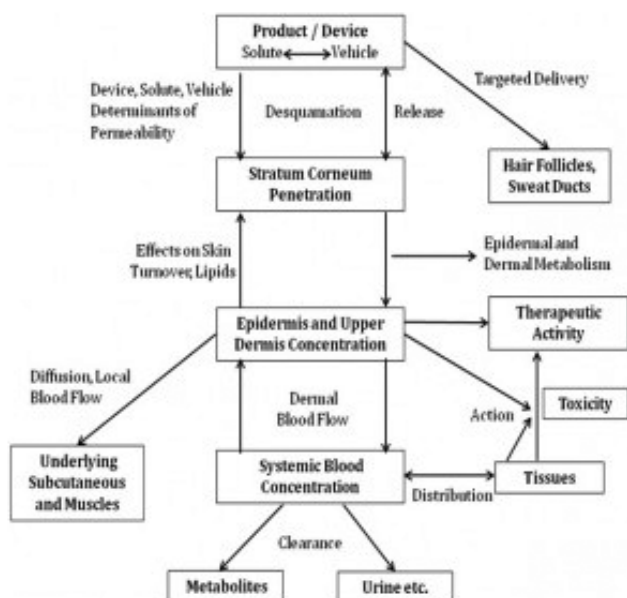 Product / Device
Solute Vehicle
Device, Solute, Vehicle
Determinants of
Permeability
Desquamation
Release
Targeted Delivery
Hair Follicles,
Sweat Ducts
Stratum Corneum
Penetration
Effects on Skin
Turnover, Lipids
Epidermal and
Dermal Metabolism
Therapeutic
Activity
Epidermis and Upper
Dermis Concentration
Diffusion, Local
Blood Flow
Dermal
Blood Flow
Action
Toxicity
Underlying
Subcutaneous
and Muscles
Systemic Blood
Concentration
Distribution
Tissues
Clearance
Metabolites
Urine etc.